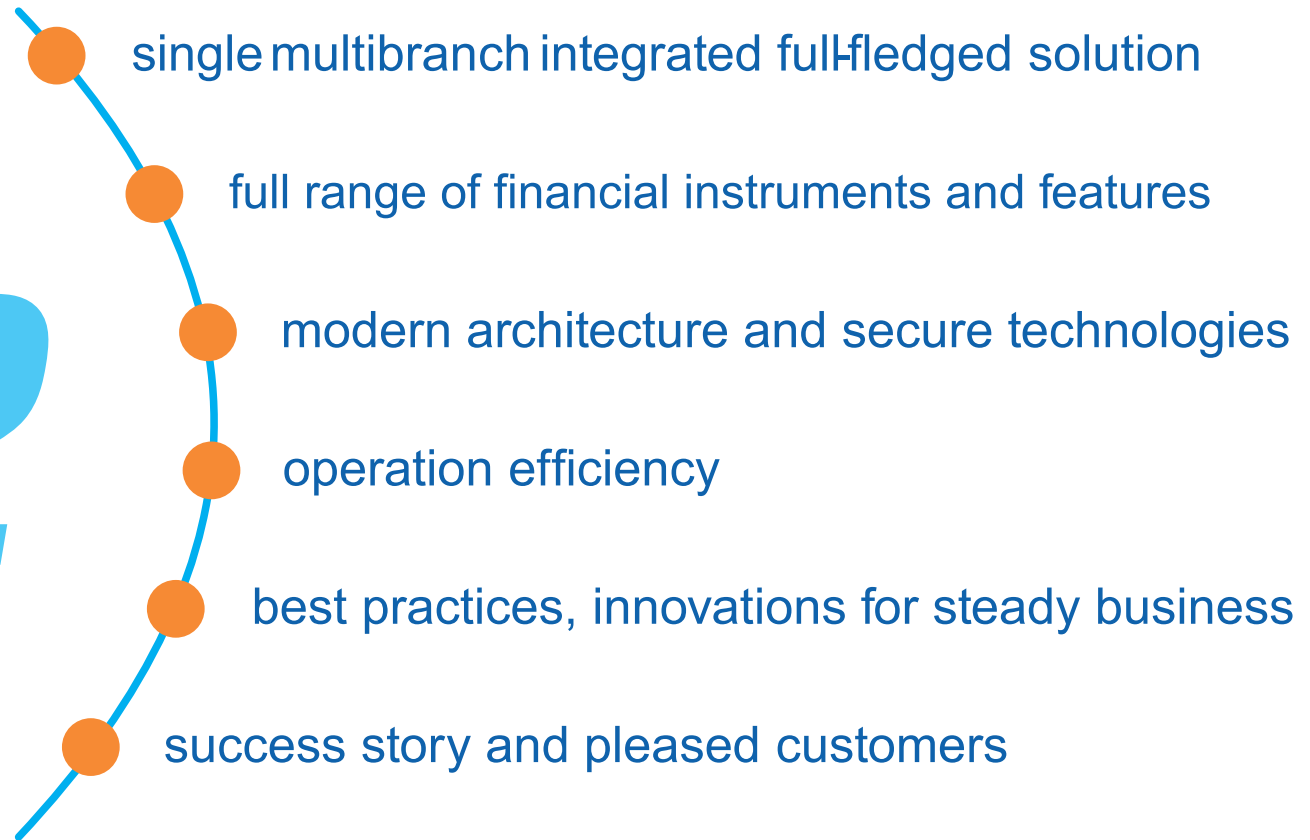 single multibranch integrated full-fledged solution
full range of financial instruments and features
modern architecture and secure technologies
operation efficiency
best practices, innovations for steady business
success story and pleased customers